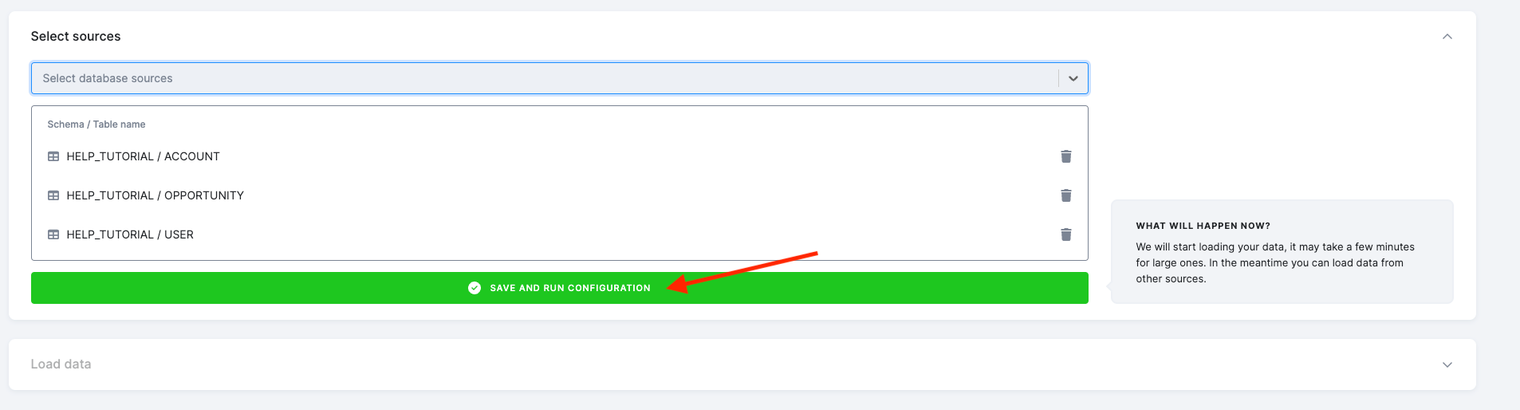 Select sources
Select database sources
Schema / Table name
HELP_TUTORIAL / ACCOUNT
HELP_TUTORIAL / OPPORTUNITY
HELP_TUTORIAL / USER
SAVE AND RUN CONFIGURATION
WHAT WILL HAPPEN NOW?
We will start loading your data, it may take a few minutes
for large ones. In the meantime you can load data from
other sources.
Load data